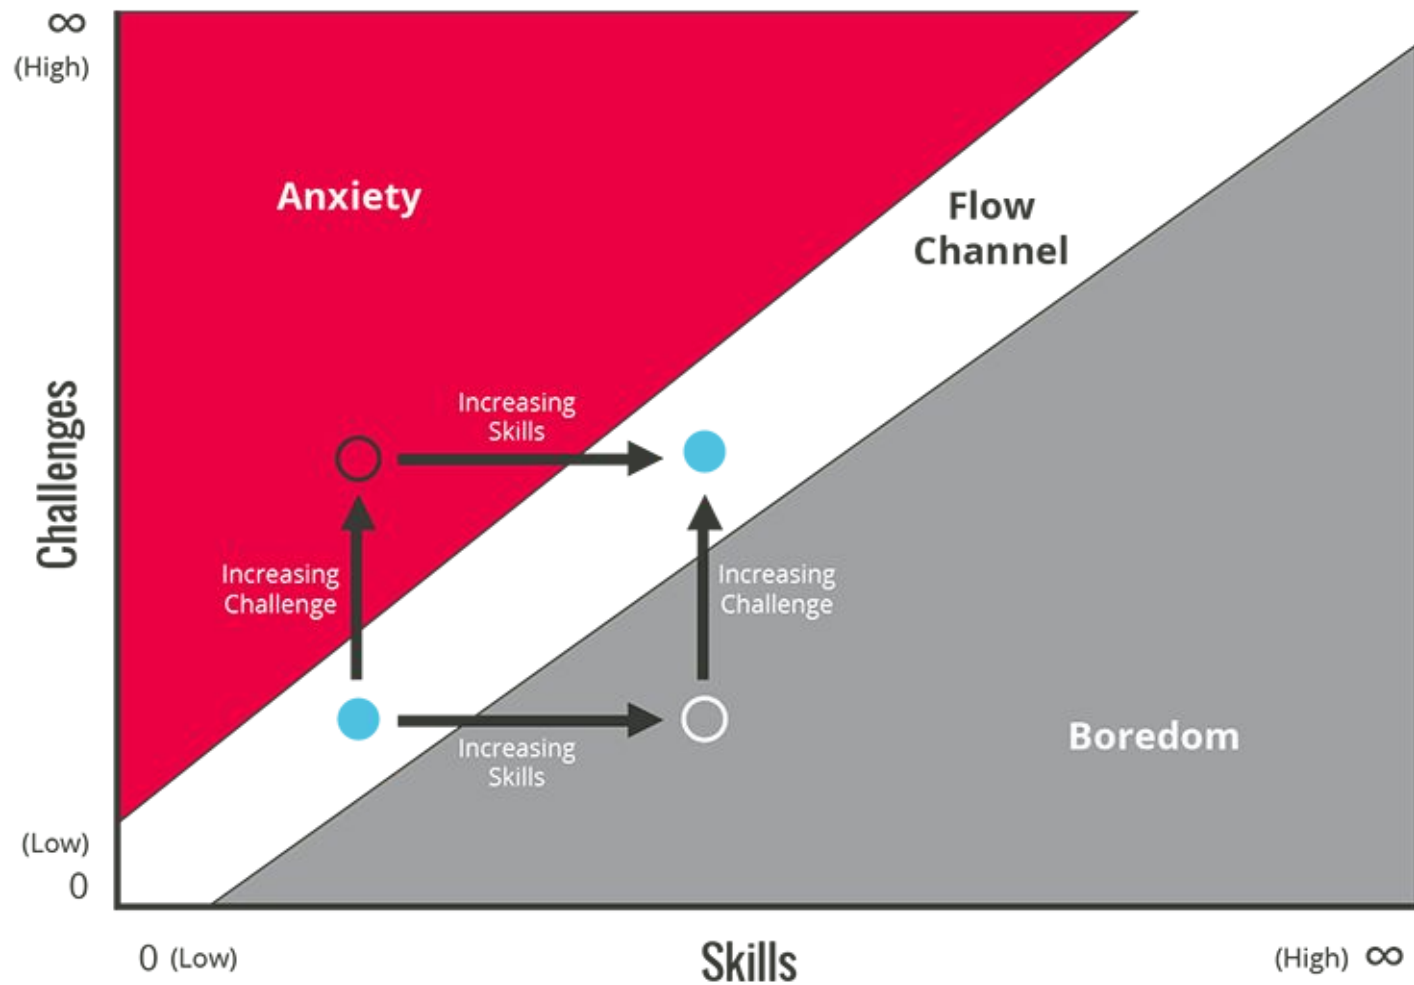 ∞
(High)
Anxiety
Flow
Channel
Increasing
Skills
Challenges
Increasing
Challenge
Increasing
Challenge
Increasing
Skills
Boredom
(Low)
0
0 (Low)
Skills
(High) ∞